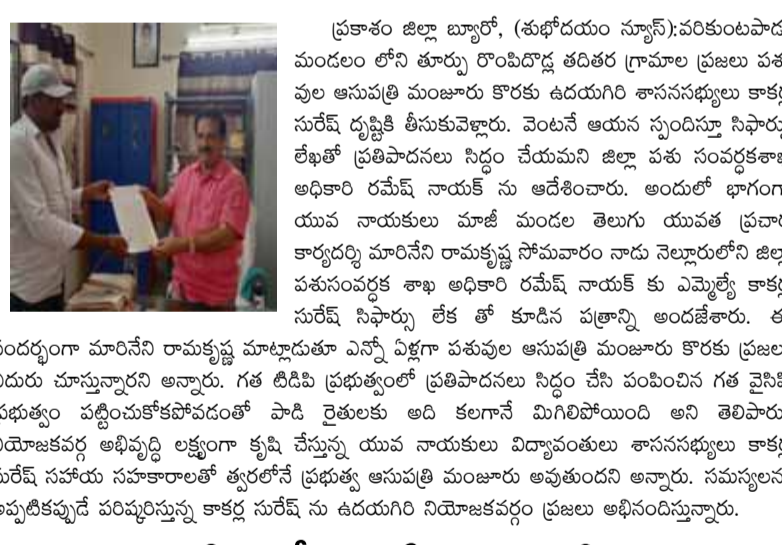 ప్రకాశం జిల్లా బ్యూరో, (శుభోదయం న్యూస్):వరికుంటపాడ
మండలం లోని తూర్పు రొంపిదొడ్ల తదితర గ్రామాల ప్రజలు పశ
వుల ఆసుపత్రి మంజూరు కొరకు ఉదయగిరి శాసనసభ్యులు కాకర్ల
సురేష్ దృష్టికి తీసుకువెళ్లారు. వెంటనే ఆయన స్పందిస్తూ సిఫార్సు
లేఖతో ప్రతిపాదనలు సిద్ధం చేయమని జిల్లా పశు సంవర్ధకశాఖ
అధికారి రమేష్ నాయక్ ను ఆదేశించారు. అందులో భాగంగా
యువ నాయకులు మాజీ మండల తెలుగు యువత ప్రచార
కార్యదర్శి మారినేని రామకృష్ణ సోమవారం నాడు నెల్లూరులోని జిల్లా
పశుసంవర్ధక శాఖ అధికారి రమేష్ నాయక్ కు ఎమ్మెల్యే కాకర్ల
సురేష్ సిఫార్సు లేక తో కూడిన పత్రాన్ని అందజేశారు. ఈ
సందర్భంగా మారినేని రామకృష్ణ మాట్లాడుతూ ఎన్నో ఏళ్లగా పశువుల ఆసుపత్రి మంజూరు కొరకు ప్రజలు
ఎదురు చూస్తున్నారని అన్నారు. గత టిడిపి ప్రభుత్వంలో ప్రతిపాదనలు సిద్ధం చేసి పంపించిన గత వైసిపి
ప్రభుత్వం పట్టించుకోకపోవడంతో పాడి రైతులకు అది కలగానే మిగిలిపోయింది అని తెలిపారు
నియోజకవర్గ అభివృద్ధి లక్ష్యంగా కృషి చేస్తున్న యువ నాయకులు విద్యావంతులు శాసనసభ్యులు కాకర్ల
సురేష్ సహాయ సహకారాలతో త్వరలోనే ప్రభుత్వ ఆసుపత్రి మంజూరు అవుతుందని అన్నారు. సమస్యలను
అప్పటికప్పుడే పరిష్కరిస్తున్న కాకర్ల సురేష్ ను ఉదయగిరి నియోజకవర్గం ప్రజలు అభినందిస్తున్నారు.